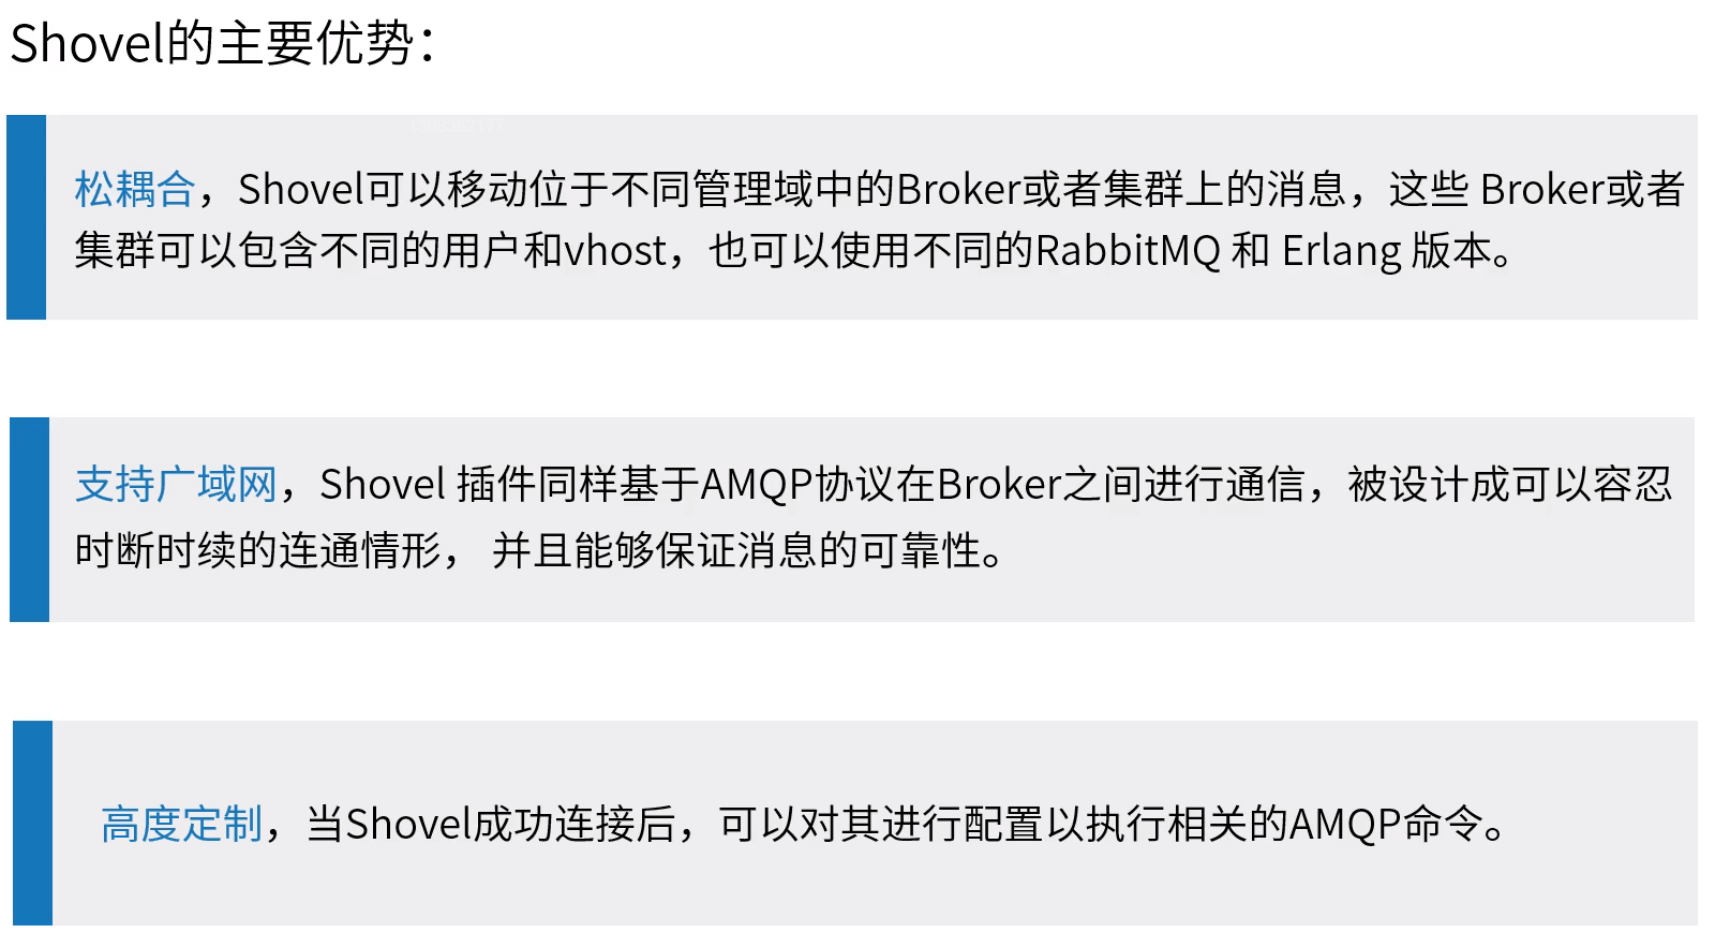 Shovel的主要优势：
松耦合，Shovel可以移动位于不同管理域中的Broker或者集群上的消息，这些 Broker或者
集群可以包含不同的用户和vhost，也可以使用不同的RabbitMQ 和 Erlang 版本。
支持广域网，Shovel 插件同样基于AMQP协议在Broker之间进行通信，被设计成可以容忍
时断时续的连通情形， 并且能够保证消息的可靠性。
高度定制，当Shovel成功连接后，可以对其进行配置以执行相关的AMQP命令。